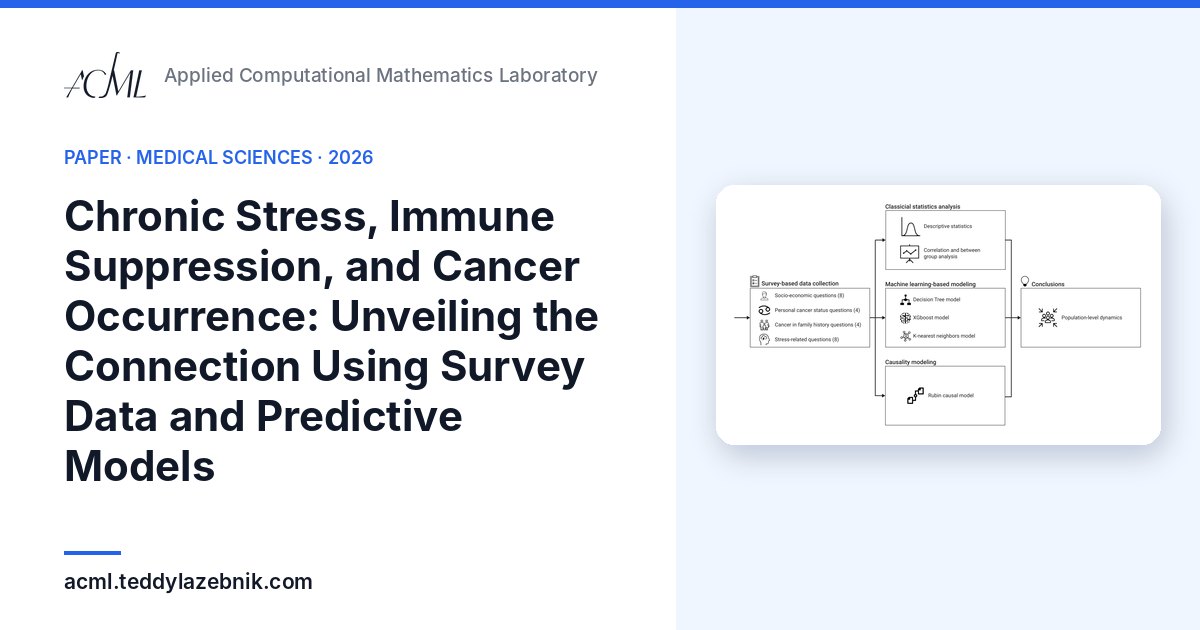 ACML
Applied Computational Mathematics Laboratory
PAPER · MEDICAL SCIENCES · 2026
Chronic Stress, Immune
Suppression, and Cancer
Occurrence: Unveiling the
Connection Using Survey
Data and Predictive
Models
acml.teddylazebnik.com
Survey-based data collection
Socio-economic questions (8)
Personal cancer status questions (4)
Cancer in family history questions (4)
Stress-related questions (8)
Classicial statistics analysis
Descriptive statistics
Correlation and between
group analysis
Machine learning-based modeling
Decision Tree model
XGboost model
K-nearest neighbors model
Causality modeling
Rubin causal model
Conclusions
Population-level dynamics